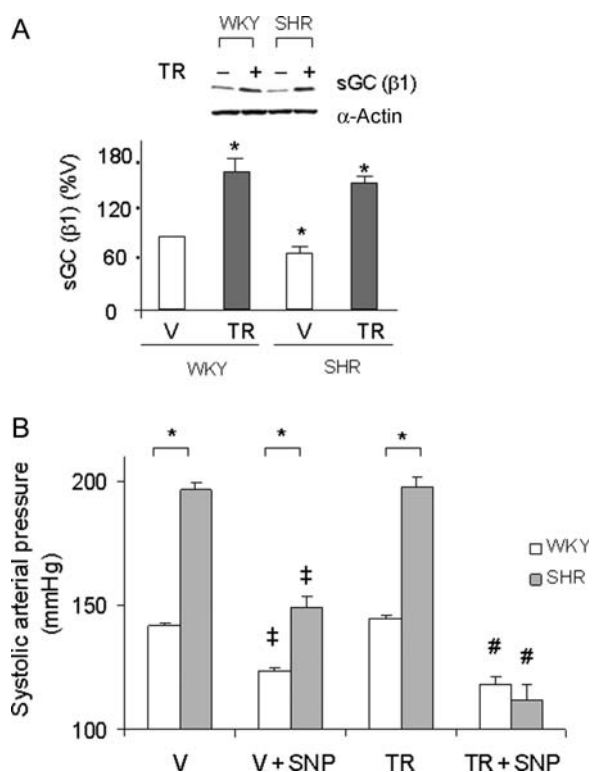 A
WKY SHR
TR – + – + sGC (β1)
α-Actin
sGC (β1) (%V)
180
120
60
0
* * *
V TR V TR
WKY SHR
B
Systolic arterial pressure
(mmHg)
200
150
100
* * *
‡ ‡ # #
WKY
SHR
V V + SNP TR TR + SNP